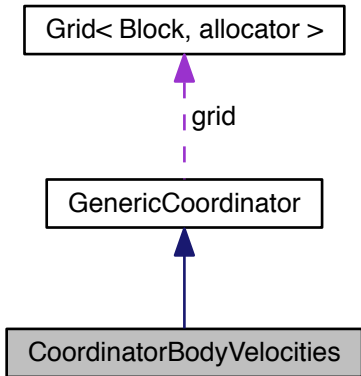 Grid< Block, allocator >
grid
GenericCoordinator
CoordinatorBodyVelocities